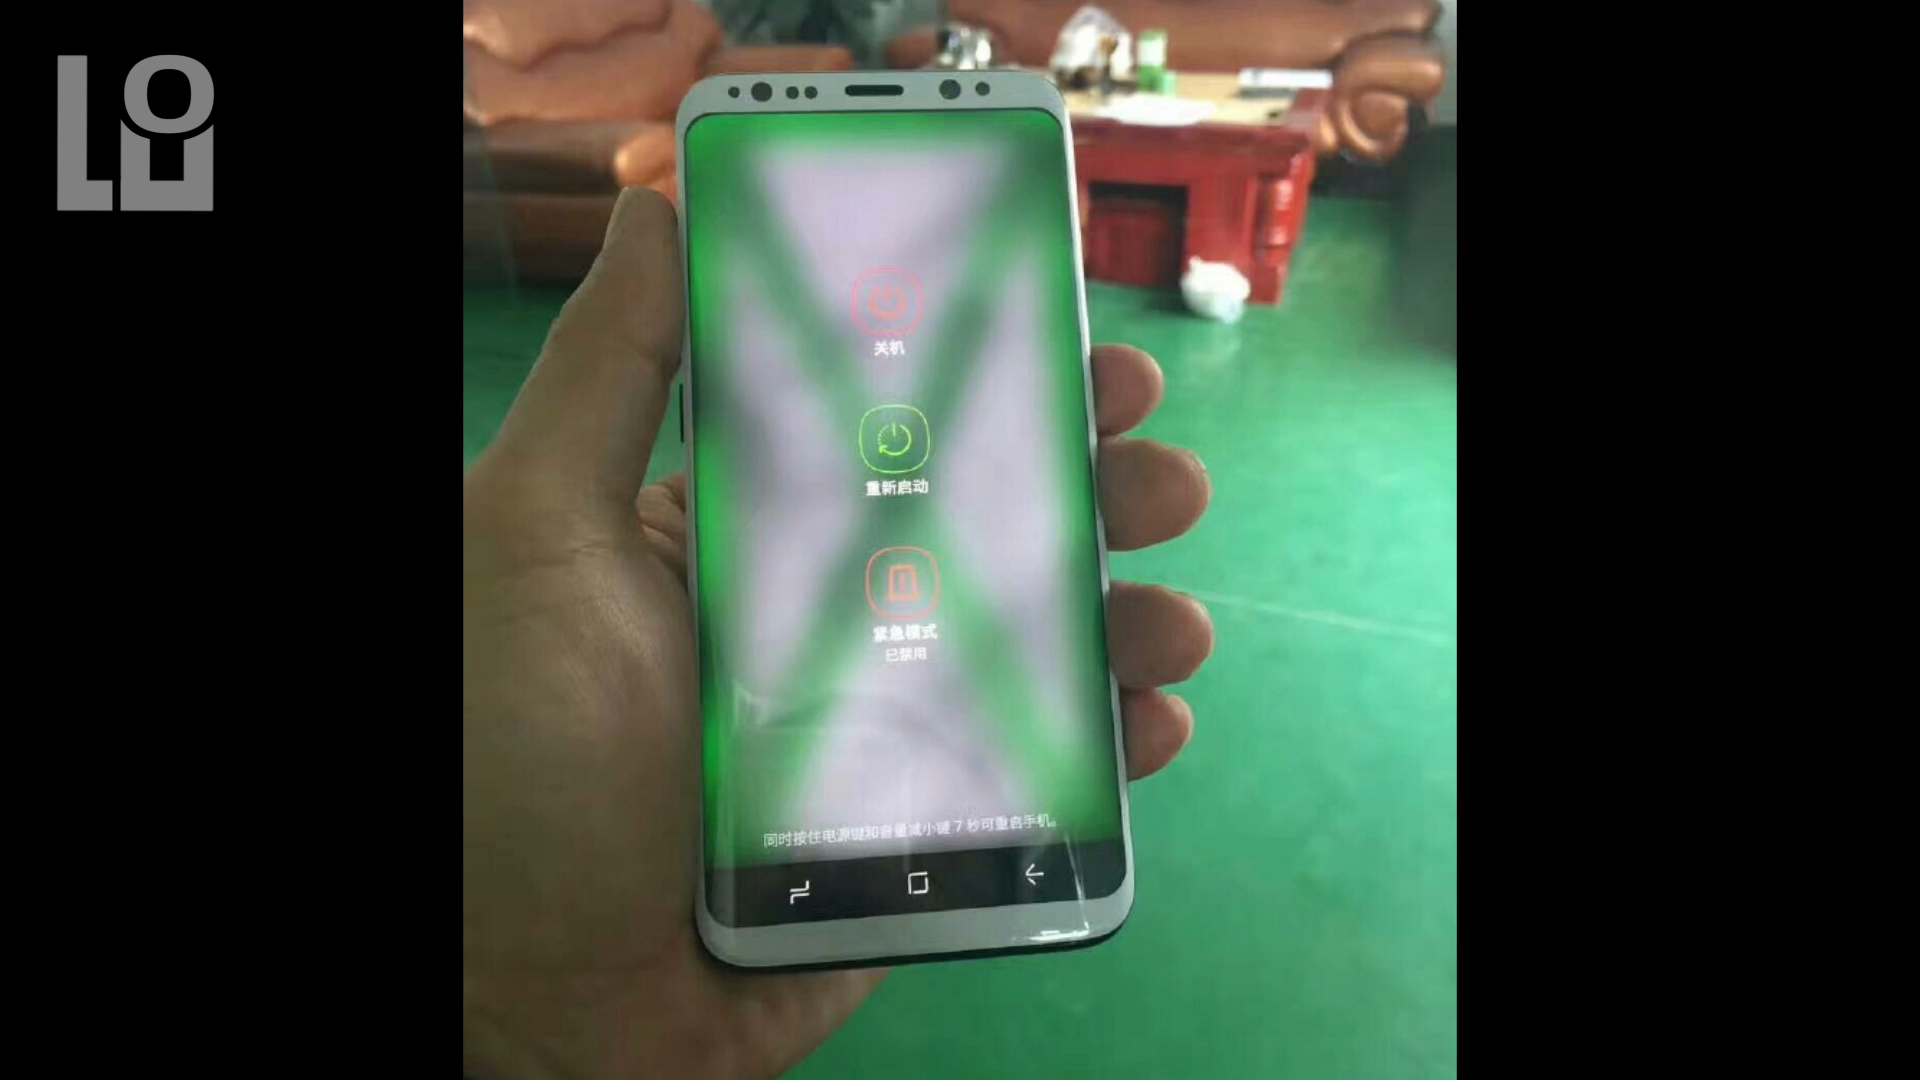 关机
重新启动
紧急模式
已禁用
同时按住电源键和音量减小键 7 秒可重启手机。